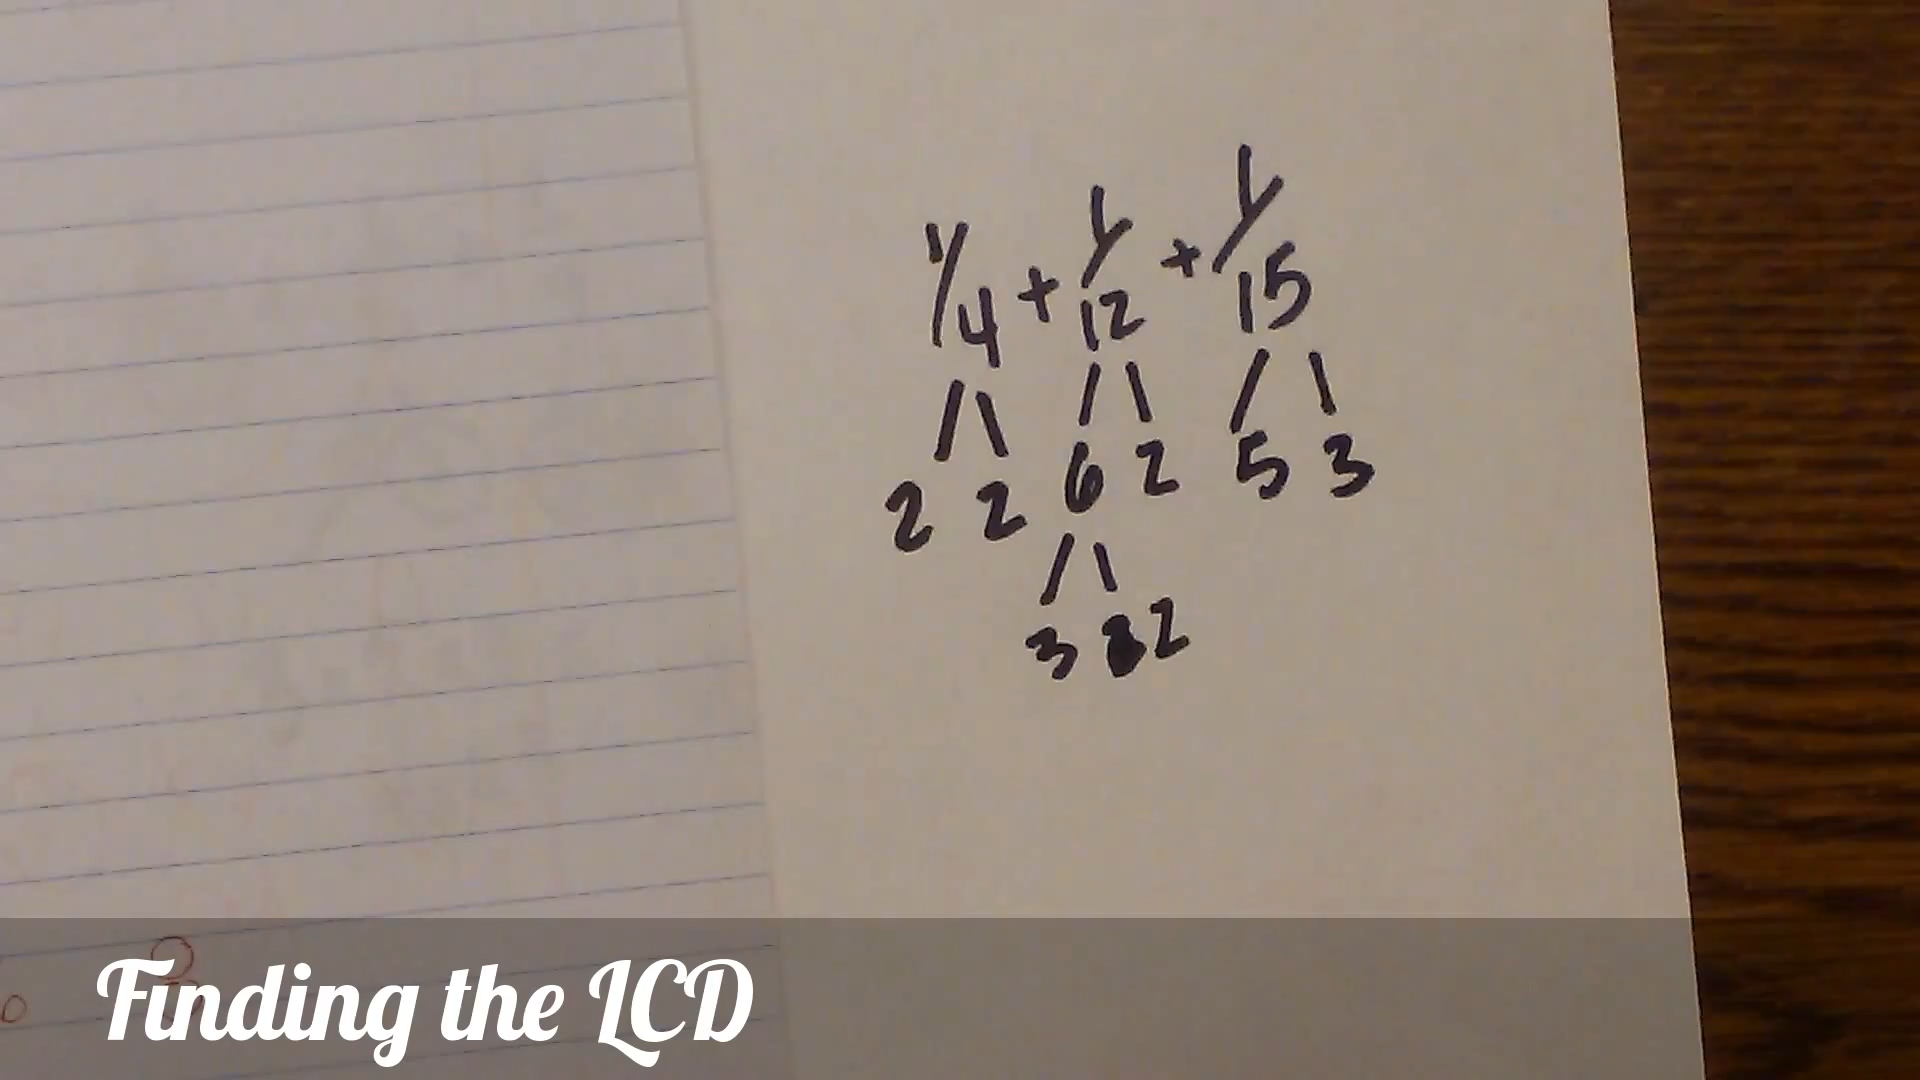 1/4 + 1/12 + 1/15
2 2 6 2 5 3
3 2
Finding the LCD